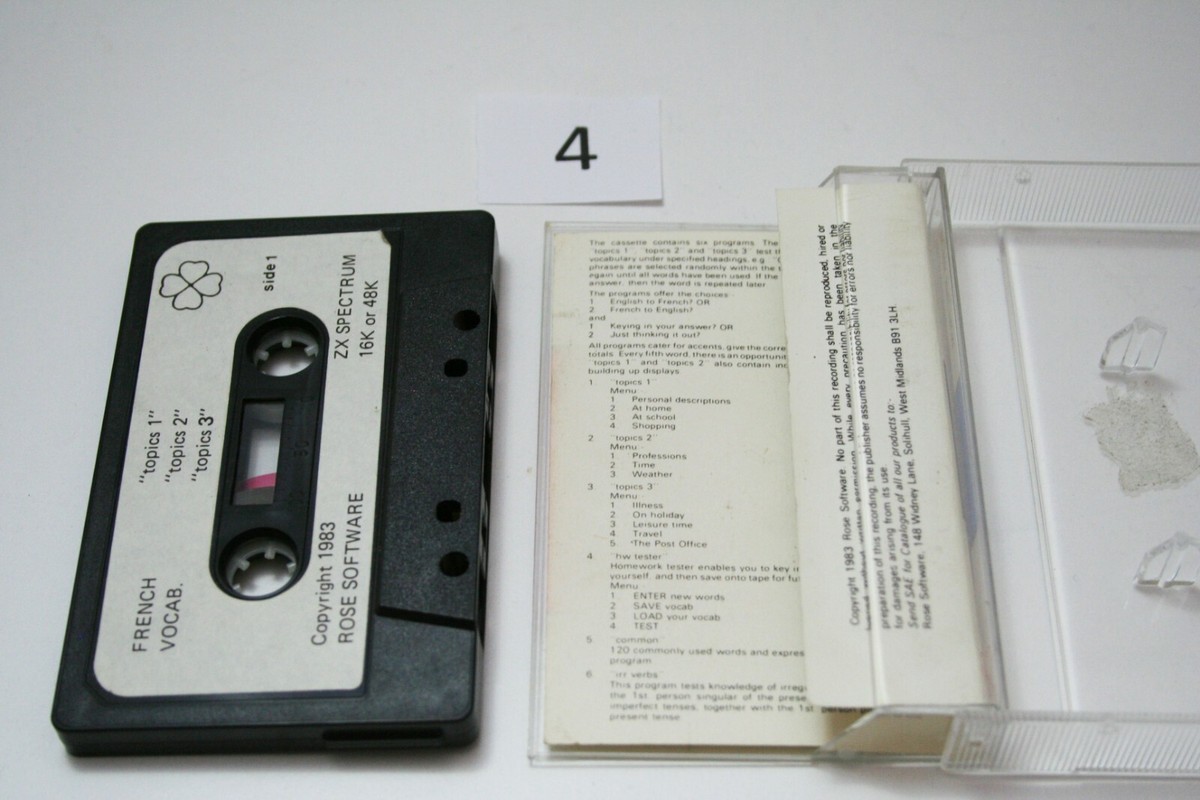 4
side 1
"topics 1"
"topics 2"
"topics 3"
ZX SPECTRUM
16K or 48K
FRENCH
VOCAB.
Copyright 1983
ROSE SOFTWARE
The cassette contains six programs. The
"topics 1", "topics 2" and "topics 3" test th
vocabulary under specified headings, e.g.
phrases are selected randomly within the
again until all words have been used. If the
answer, then the word is repeated later
The programs offer the choices
1 English to French? OR
2 French to English?
and
1 Keying in your answer? OR
2 Just thinking it out?
All programs cater for accents, give the corre
totals. Every fifth word, there is an opportuni
"topics 1" and "topics 2" also contain inc
building up displays.
1. "topics 1"
Menu:-
1 Personal descriptions
2 At home
3 At school
4 Shopping
2. "topics 2"
Menu:-
1 Professions
2 Time
3 Weather
3. "topics 3"
Menu
1 Illness
2 On holiday
3 Leisure time
4 Travel
5 The Post Office
4. "hw tester"
Homework tester enables you to key i
yourself, and then save onto tape for ful
Menu
1 ENTER new words
2 SAVE vocab
3 LOAD your vocab
4 TEST
5. "common"
120 commonly used words and expres
program.
6. "irr verbs"
This program tests knowledge of irreg
the 1st. person singular of the prese
imperfect tenses, together with the 1st. person
present tense.
Copyright 1983 Rose Software. No part of this recording shall be reproduced, hired or
without written permission. While every precaution has been taken in the
preparation of this recording, the publisher assumes no responsibility for errors nor liability
for damages arising from its use.
Send SAE for Catalogue of all our products to:-
Rose Software, 148 Widney Lane, Solihull, West Midlands B91 3LH.